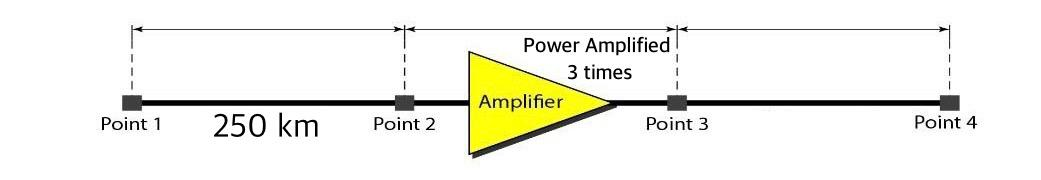 Power Amplified
3 times
Amplifier
Point 1
250 km
Point 2
Point 3
Point 4